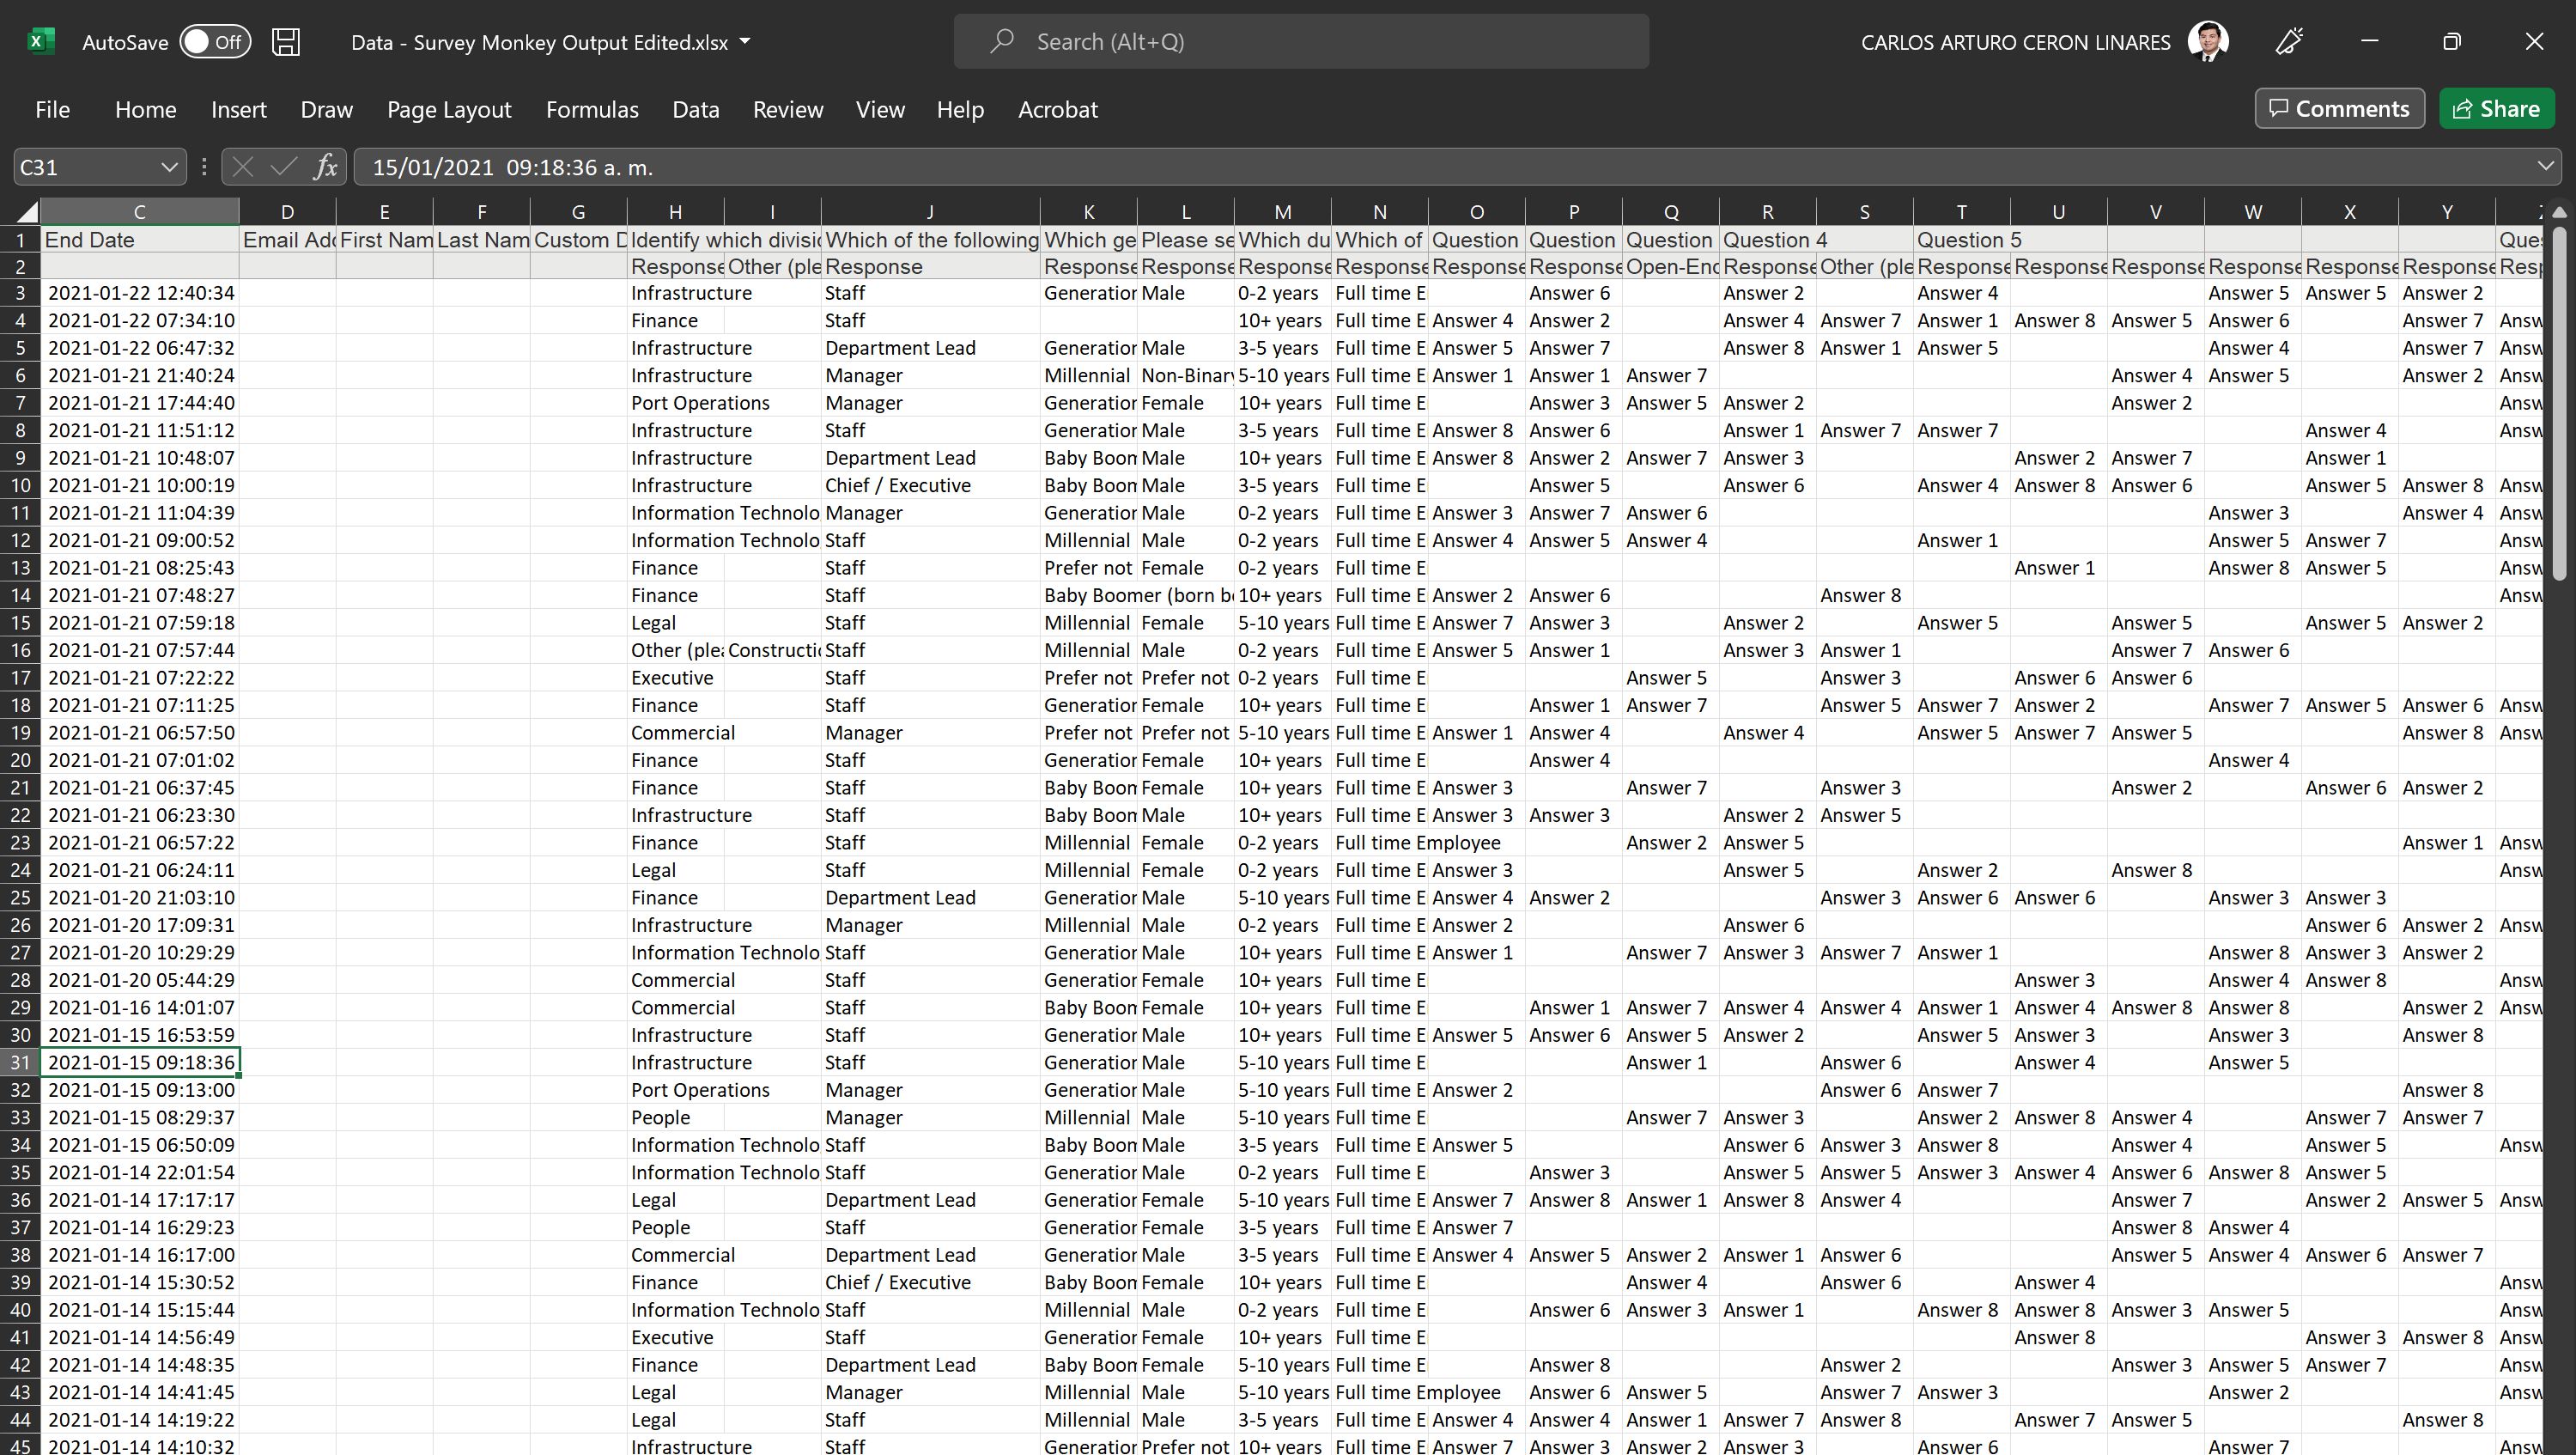 AutoSave Off Data - Survey Monkey Output Edited.xlsx Search (Alt+Q) CARLOS ARTURO CERON LINARES
File Home Insert Draw Page Layout Formulas Data Review View Help Acrobat Comments Share
C31 fx 15/01/2021 09:18:36 a. m.
C D E F G H I J K L M N O P Q R S T U V W X Y Z
1 End Date Email Add First Nam Last Nam Custom D Identify which divisio Which of the following Which ge Please se Which du Which of Question Question Question Question 4 Question 5 Ques
2 Response Other (ple Response Response Response Response Response Response Response Open-End Response Other (ple Response Response Response Response Response Response Resp
3 2021-01-22 12:40:34 Infrastructure Staff Generation Male 0-2 years Full time E Answer 6 Answer 2 Answer 4 Answer 5 Answer 5 Answer 2
4 2021-01-22 07:34:10 Finance Staff 10+ years Full time E Answer 4 Answer 2 Answer 4 Answer 7 Answer 1 Answer 8 Answer 5 Answer 6 Answer 7 Answ
5 2021-01-22 06:47:32 Infrastructure Department Lead Generation Male 3-5 years Full time E Answer 5 Answer 7 Answer 8 Answer 1 Answer 5 Answer 4 Answer 7 Answ
6 2021-01-21 21:40:24 Infrastructure Manager Millennial Non-Binary 5-10 years Full time E Answer 1 Answer 1 Answer 7 Answer 4 Answer 5 Answer 2 Answ
7 2021-01-21 17:44:40 Port Operations Manager Generation Female 10+ years Full time E Answer 3 Answer 5 Answer 2 Answer 2 Answ
8 2021-01-21 11:51:12 Infrastructure Staff Generation Male 3-5 years Full time E Answer 8 Answer 6 Answer 1 Answer 7 Answer 7 Answer 4 Answ
9 2021-01-21 10:48:07 Infrastructure Department Lead Baby Boom Male 10+ years Full time E Answer 8 Answer 2 Answer 7 Answer 3 Answer 2 Answer 7 Answer 1
10 2021-01-21 10:00:19 Infrastructure Chief / Executive Baby Boom Male 3-5 years Full time E Answer 5 Answer 6 Answer 4 Answer 8 Answer 6 Answer 5 Answer 8 Answ
11 2021-01-21 11:04:39 Information Technolo Manager Generation Male 0-2 years Full time E Answer 3 Answer 7 Answer 6 Answer 3 Answer 4 Answ
12 2021-01-21 09:00:52 Information Technolo Staff Millennial Male 0-2 years Full time E Answer 4 Answer 5 Answer 4 Answer 1 Answer 5 Answer 7 Answ
13 2021-01-21 08:25:43 Finance Staff Prefer not Female 0-2 years Full time E Answer 1 Answer 8 Answer 5 Answ
14 2021-01-21 07:48:27 Finance Staff Baby Boomer (born be 10+ years Full time E Answer 2 Answer 6 Answer 8 Answ
15 2021-01-21 07:59:18 Legal Staff Millennial Female 5-10 years Full time E Answer 7 Answer 3 Answer 2 Answer 5 Answer 5 Answer 5 Answer 2
16 2021-01-21 07:57:44 Other (plea Constructio Staff Millennial Male 0-2 years Full time E Answer 5 Answer 1 Answer 3 Answer 1 Answer 7 Answer 6
17 2021-01-21 07:22:22 Executive Staff Prefer not Prefer not 0-2 years Full time E Answer 5 Answer 3 Answer 6 Answer 6
18 2021-01-21 07:11:25 Finance Staff Generation Female 10+ years Full time E Answer 1 Answer 7 Answer 5 Answer 7 Answer 2 Answer 7 Answer 5 Answer 6 Answ
19 2021-01-21 06:57:50 Commercial Manager Prefer not Prefer not 5-10 years Full time E Answer 1 Answer 4 Answer 4 Answer 5 Answer 7 Answer 5 Answer 8 Answ
20 2021-01-21 07:01:02 Finance Staff Generation Female 10+ years Full time E Answer 4 Answer 4
21 2021-01-21 06:37:45 Finance Staff Baby Boom Female 10+ years Full time E Answer 3 Answer 7 Answer 3 Answer 2 Answer 6 Answer 2
22 2021-01-21 06:23:30 Infrastructure Staff Baby Boom Male 10+ years Full time E Answer 3 Answer 3 Answer 2 Answer 5
23 2021-01-21 06:57:22 Finance Staff Millennial Female 0-2 years Full time Employee Answer 2 Answer 5 Answer 1 Answ
24 2021-01-21 06:24:11 Legal Staff Millennial Female 0-2 years Full time E Answer 3 Answer 5 Answer 2 Answer 8 Answ
25 2021-01-20 21:03:10 Finance Department Lead Generation Male 5-10 years Full time E Answer 4 Answer 2 Answer 3 Answer 6 Answer 6 Answer 3 Answer 3
26 2021-01-20 17:09:31 Infrastructure Manager Millennial Male 0-2 years Full time E Answer 2 Answer 6 Answer 6 Answer 2 Answ
27 2021-01-20 10:29:29 Information Technolo Staff Generation Male 10+ years Full time E Answer 1 Answer 7 Answer 3 Answer 7 Answer 1 Answer 8 Answer 3 Answer 2
28 2021-01-20 05:44:29 Commercial Staff Generation Female 10+ years Full time E Answer 3 Answer 4 Answer 8 Answ
29 2021-01-16 14:01:07 Commercial Staff Baby Boom Female 10+ years Full time E Answer 1 Answer 7 Answer 4 Answer 4 Answer 1 Answer 4 Answer 8 Answer 8 Answer 2 Answ
30 2021-01-15 16:53:59 Infrastructure Staff Generation Male 10+ years Full time E Answer 5 Answer 6 Answer 5 Answer 2 Answer 5 Answer 3 Answer 3 Answer 8
31 2021-01-15 09:18:36 Infrastructure Staff Generation Male 5-10 years Full time E Answer 1 Answer 6 Answer 4 Answer 5
32 2021-01-15 09:13:00 Port Operations Manager Generation Male 5-10 years Full time E Answer 2 Answer 6 Answer 7 Answer 8
33 2021-01-15 08:29:37 People Manager Millennial Male 5-10 years Full time E Answer 7 Answer 3 Answer 2 Answer 8 Answer 4 Answer 7 Answer 7
34 2021-01-15 06:50:09 Information Technolo Staff Baby Boom Male 3-5 years Full time E Answer 5 Answer 6 Answer 3 Answer 8 Answer 4 Answer 5 Answ
35 2021-01-14 22:01:54 Information Technolo Staff Generation Male 0-2 years Full time E Answer 3 Answer 5 Answer 5 Answer 3 Answer 4 Answer 6 Answer 8 Answer 5
36 2021-01-14 17:17:17 Legal Department Lead Generation Female 5-10 years Full time E Answer 7 Answer 8 Answer 1 Answer 8 Answer 4 Answer 7 Answer 2 Answer 5 Answ
37 2021-01-14 16:29:23 People Staff Generation Female 3-5 years Full time E Answer 7 Answer 8 Answer 4
38 2021-01-14 16:17:00 Commercial Department Lead Generation Male 3-5 years Full time E Answer 4 Answer 5 Answer 2 Answer 1 Answer 6 Answer 5 Answer 4 Answer 6 Answer 7
39 2021-01-14 15:30:52 Finance Chief / Executive Baby Boom Female 10+ years Full time E Answer 4 Answer 6 Answer 4 Answ
40 2021-01-14 15:15:44 Information Technolo Staff Millennial Male 0-2 years Full time E Answer 6 Answer 3 Answer 1 Answer 8 Answer 8 Answer 3 Answer 5 Answ
41 2021-01-14 14:56:49 Executive Staff Generation Female 10+ years Full time E Answer 8 Answer 3 Answer 8 Answ
42 2021-01-14 14:48:35 Finance Department Lead Baby Boom Female 5-10 years Full time E Answer 8 Answer 2 Answer 3 Answer 5 Answer 7 Answ
43 2021-01-14 14:41:45 Legal Manager Millennial Male 5-10 years Full time Employee Answer 6 Answer 5 Answer 7 Answer 3 Answer 2 Answ
44 2021-01-14 14:19:22 Legal Staff Millennial Male 3-5 years Full time E Answer 4 Answer 4 Answer 1 Answer 7 Answer 8 Answer 7 Answer 5 Answer 8
45 2021-01-14 14:10:32 Infrastructure Staff Generation Prefer not 10+ years Full time E Answer 7 Answer 3 Answer 2 Answer 3 Answer 6 Answer 7 Answ